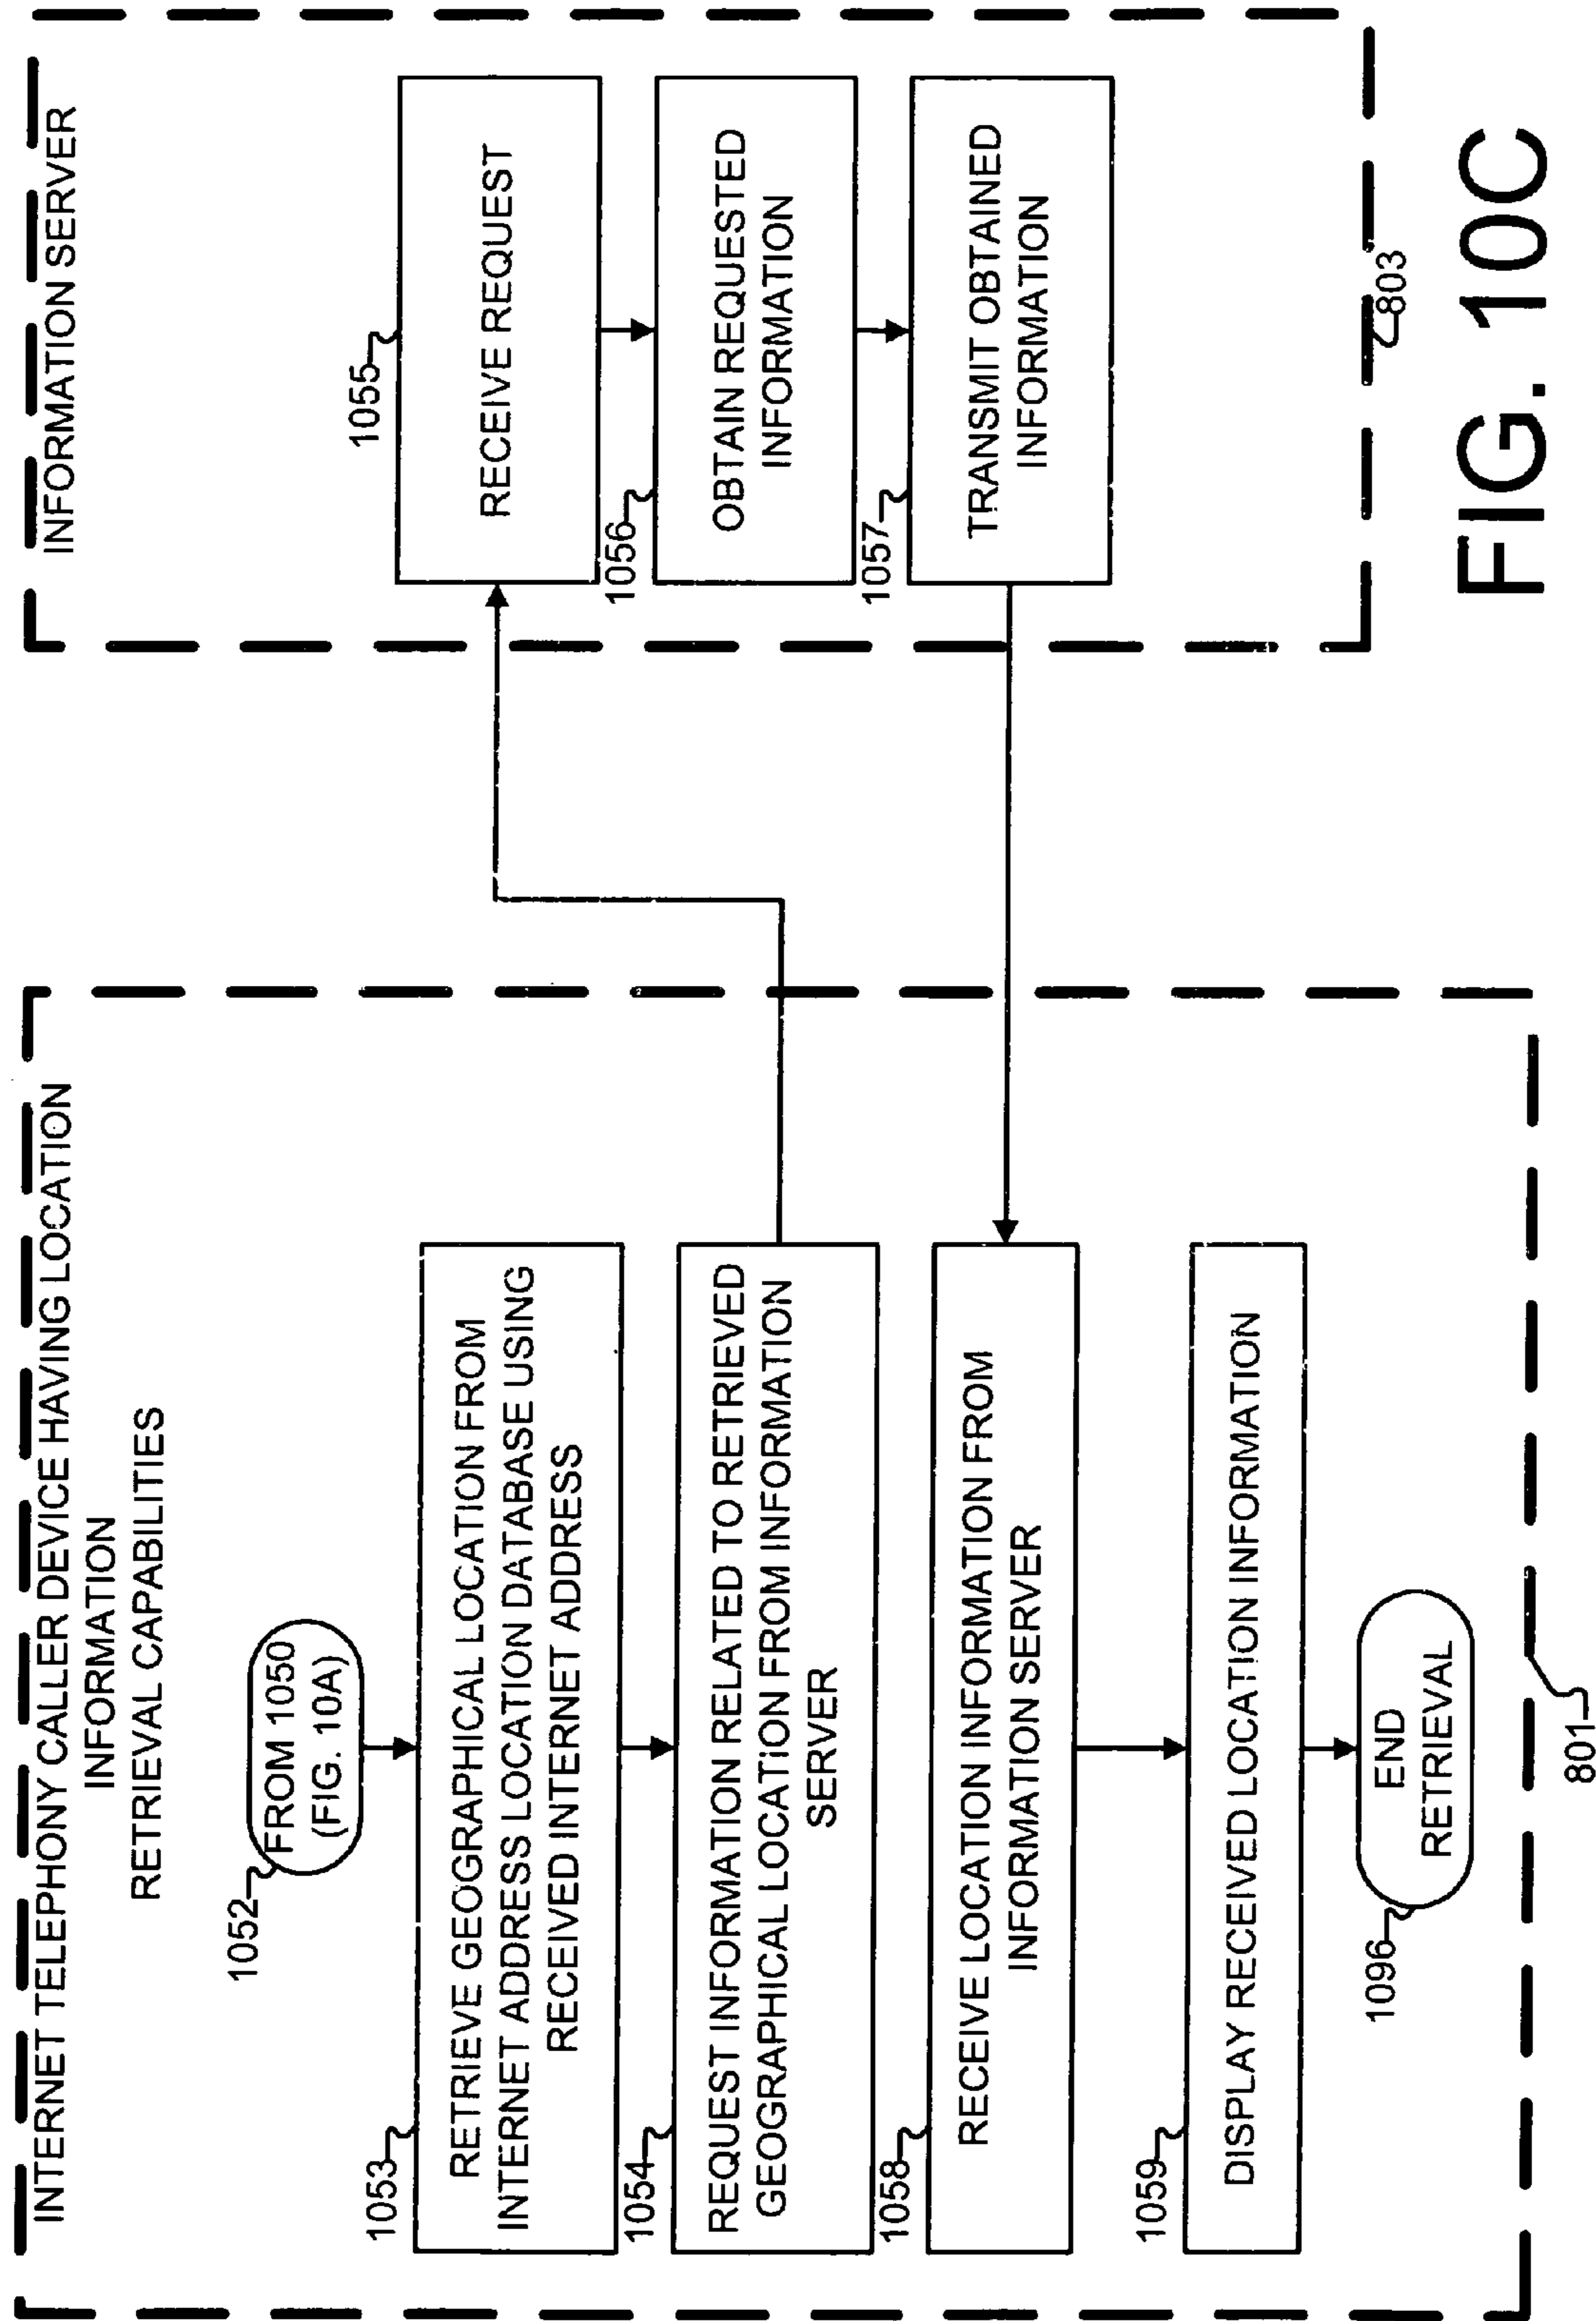 INTERNET TELEPHONY CALLER DEVICE HAVING LOCATION
INFORMATION
RETRIEVAL CAPABILITIES
1052
FROM 1050
(FIG. 10A)
1053
RETRIEVE GEOGRAPHICAL LOCATION FROM
INTERNET ADDRESS LOCATION DATABASE USING
RECEIVED INTERNET ADDRESS
1054
REQUEST INFORMATION RELATED TO RETRIEVED
GEOGRAPHICAL LOCATION FROM INFORMATION
SERVER
1058
RECEIVE LOCATION INFORMATION FROM
INFORMATION SERVER
1059
DISPLAY RECEIVED LOCATION INFORMATION
1096
END
RETRIEVAL
801
INFORMATION SERVER
1055
RECEIVE REQUEST
1056
OBTAIN REQUESTED
INFORMATION
1057
TRANSMIT OBTAINED
INFORMATION
803
FIG. 10C